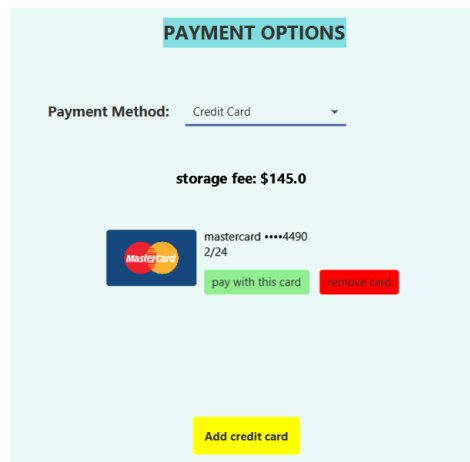 PAYMENT OPTIONS
Payment Method: Credit Card
storage fee: $145.0
mastercard ••••4490
MasterCard
2/24
pay with this card remove card
Add credit card